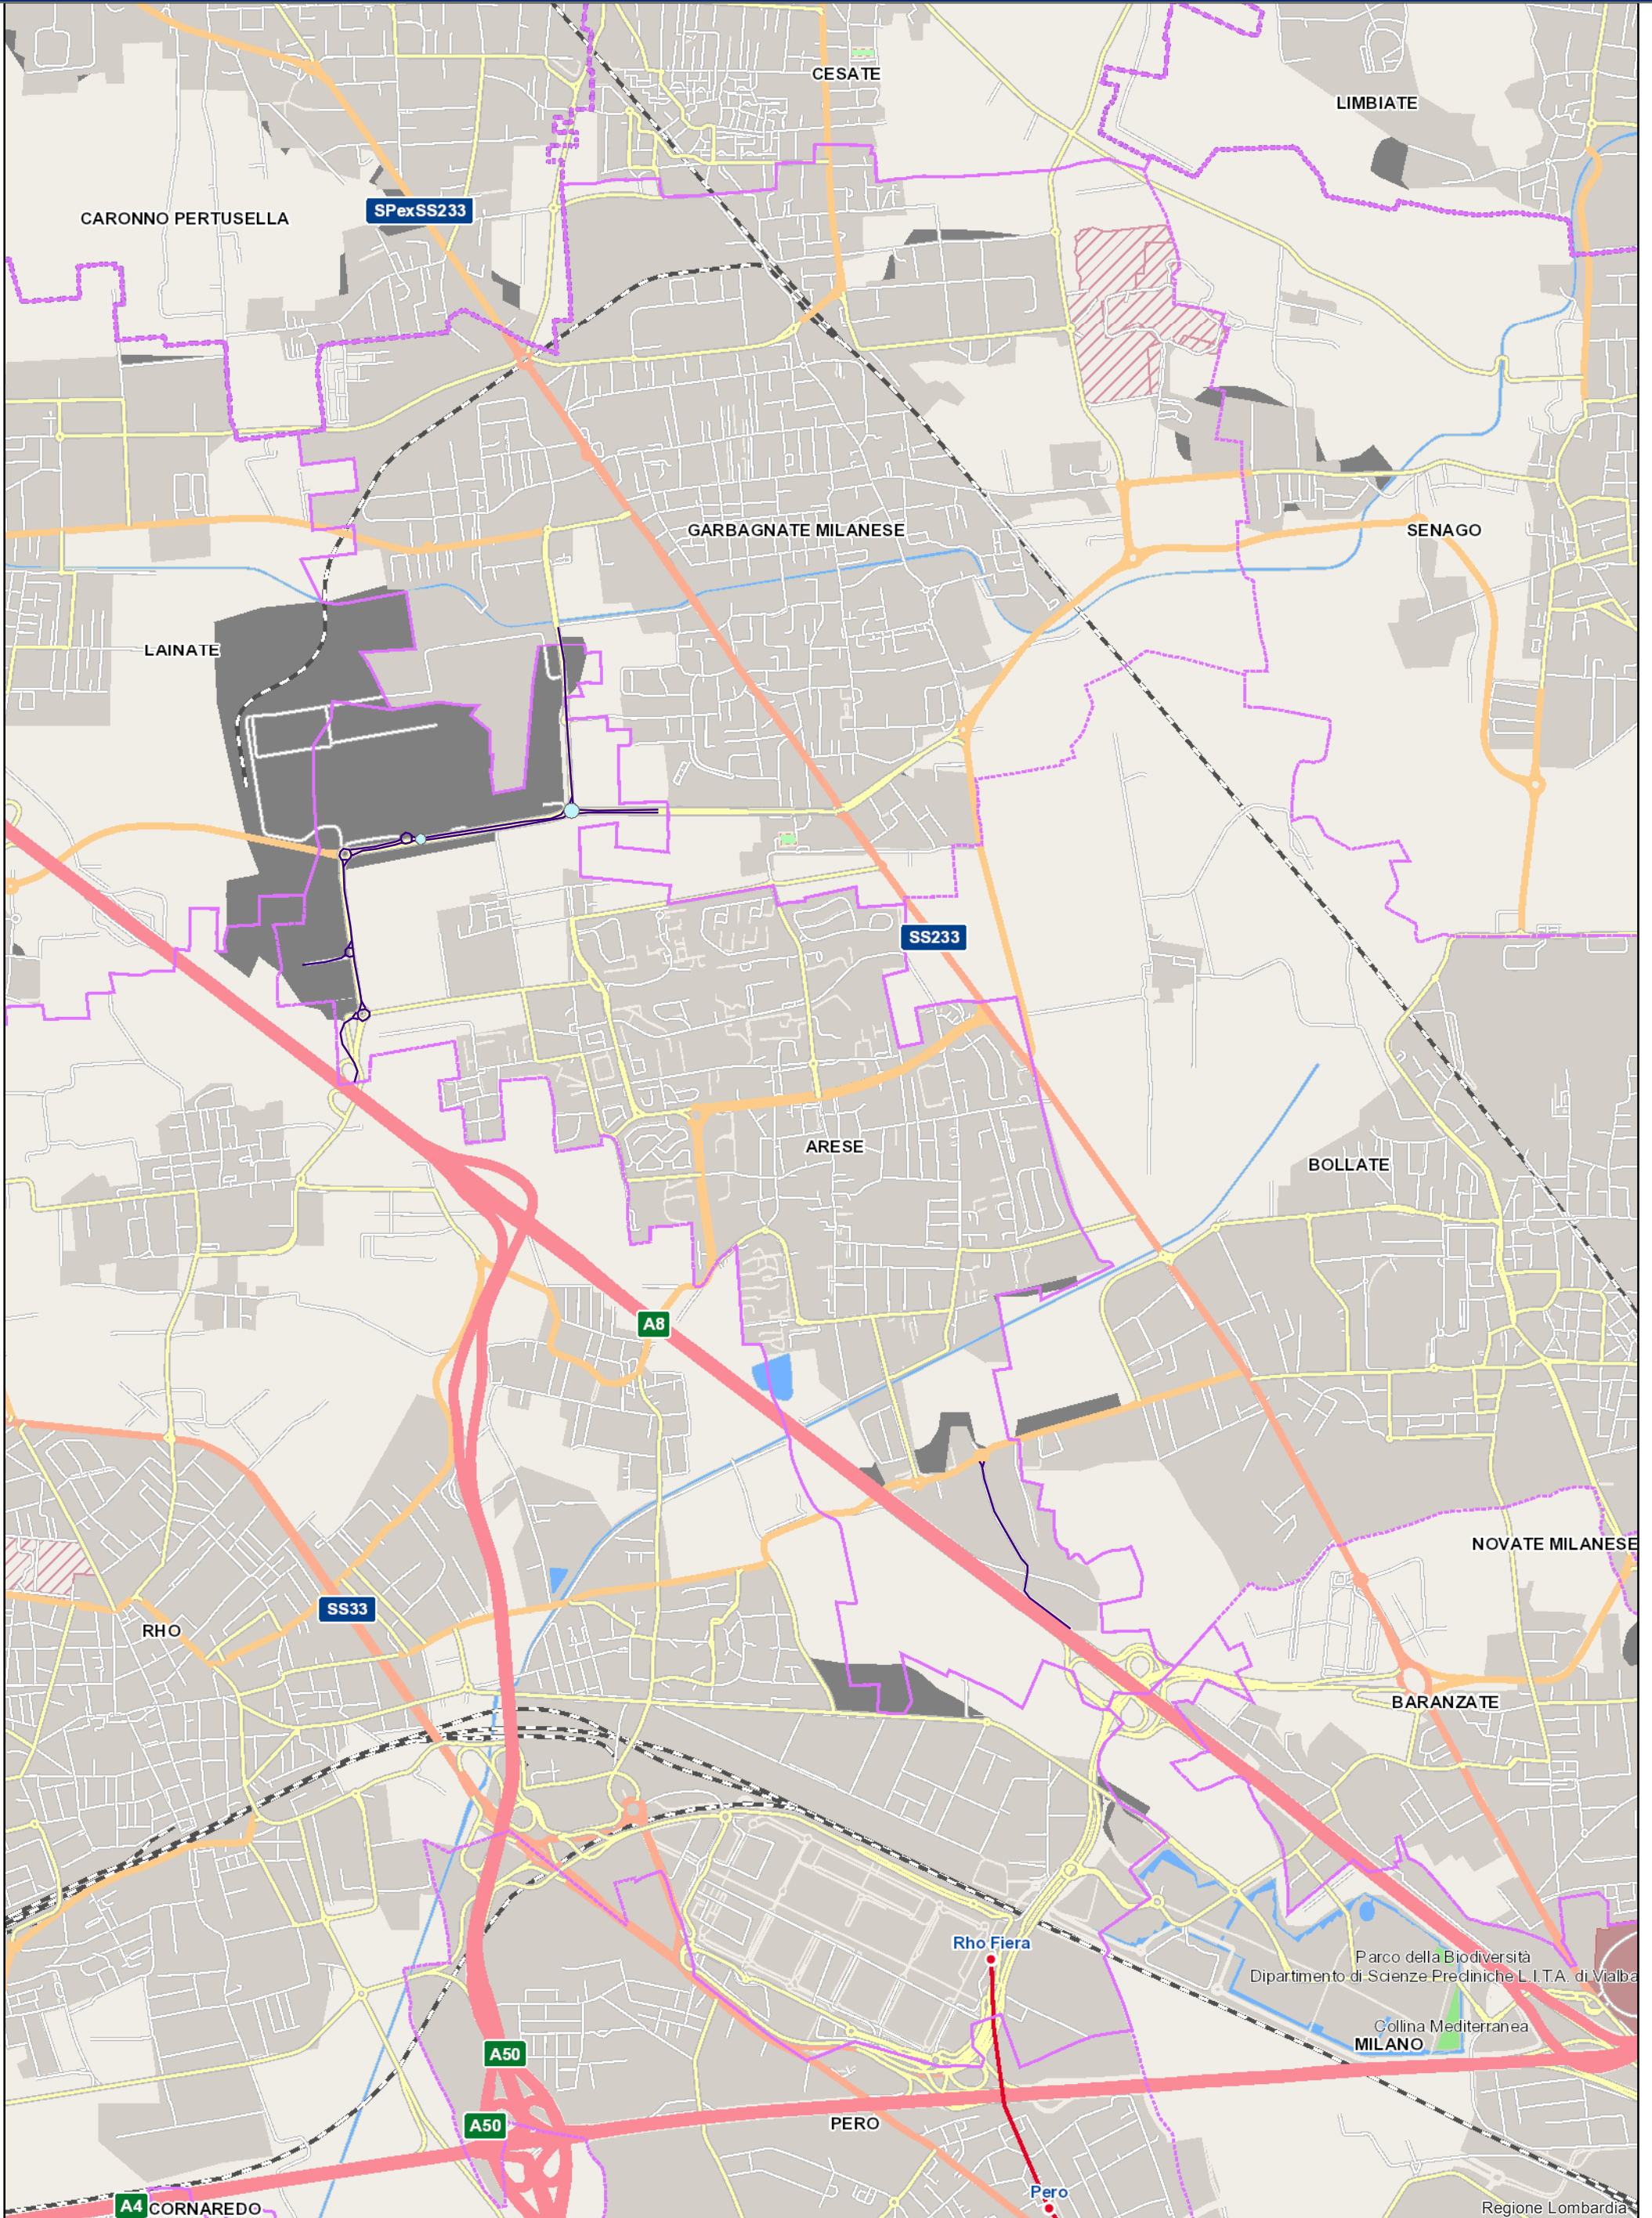 CESATE
LIMBIATE
SPexSS233
CARONNO PERTUSELLA
GARBAGNATE MILANESE
SENAGO
LAINATE
SS233
ARESE
BOLLATE
A8
NOVATE MILANESE
SS33
RHO
BARANZATE
Rho Fiera
Parco della Biodiversità
Dipartimento di Scienze Precliniche L.I.T.A. di Vialba
Collina Mediterranea
MILANO
A50
A50
PERO
Pero
A4
CORNAREDO
Regione Lombardia